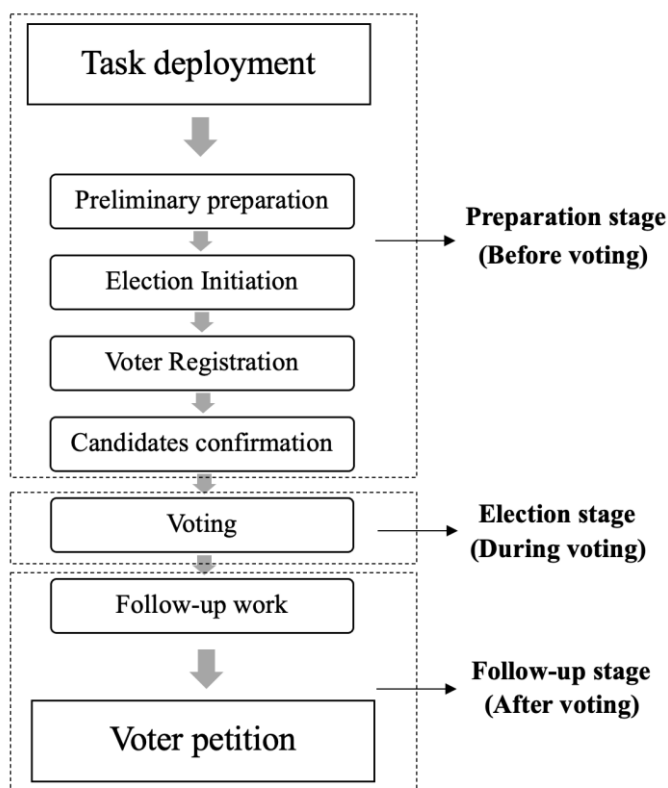 Task deployment
Preliminary preparation
Election Initiation
Voter Registration
Candidates confirmation
Preparation stage
(Before voting)
Voting
Election stage
(During voting)
Follow-up work
Voter petition
Follow-up stage
(After voting)